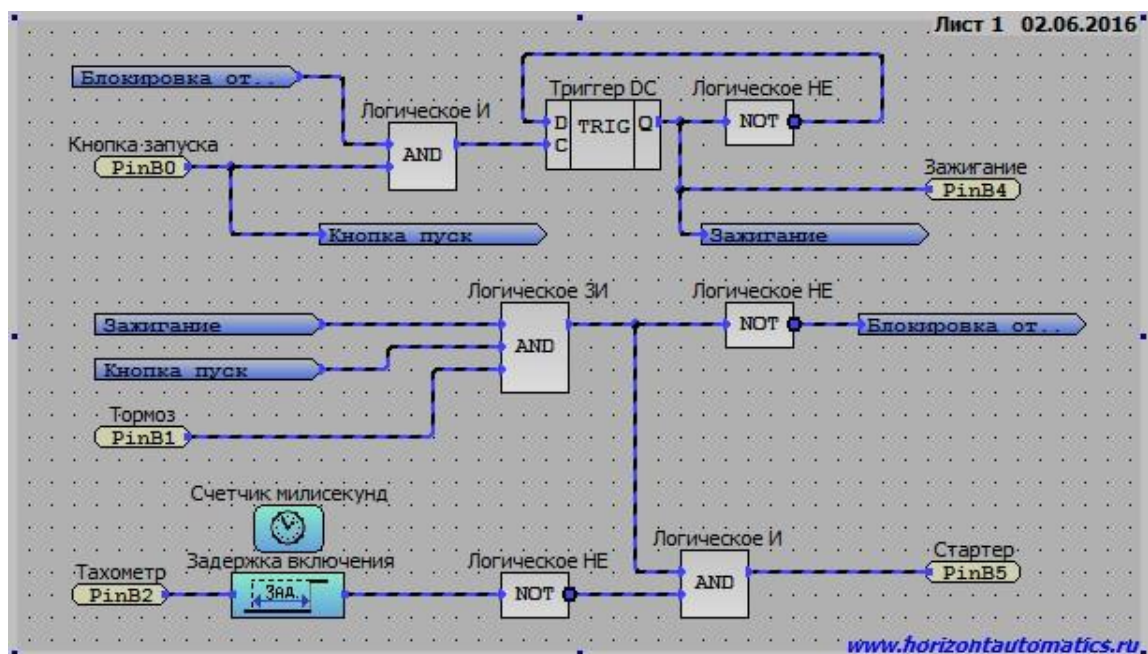 Лист 1 02.06.2016
Блокировка от..
Логическое И
Триггер DC
Логическое НЕ
D
TRIG
Q
C
NOT
AND
Кнопка запуска
PinB0
Зажигание
PinB4
Кнопка пуск
Зажигание
Логическое 3И
Логическое НЕ
Зажигание
AND
NOT
Блокировка от..
Кнопка пуск
Тормоз
PinB1
Счетчик милисекунд
Логическое И
Задержка включения
Логическое НЕ
Стартер
Тахометр
AND
PinB5
PinB2
ЗАД.
NOT
www.horizontautomatics.ru